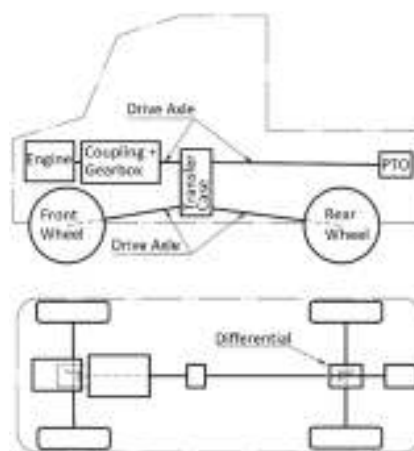 Drive Axle
Engine
Coupling +
Gearbox
Transfer
Case
PTO
Front
Wheel
Rear
Wheel
Drive Axle
Differential